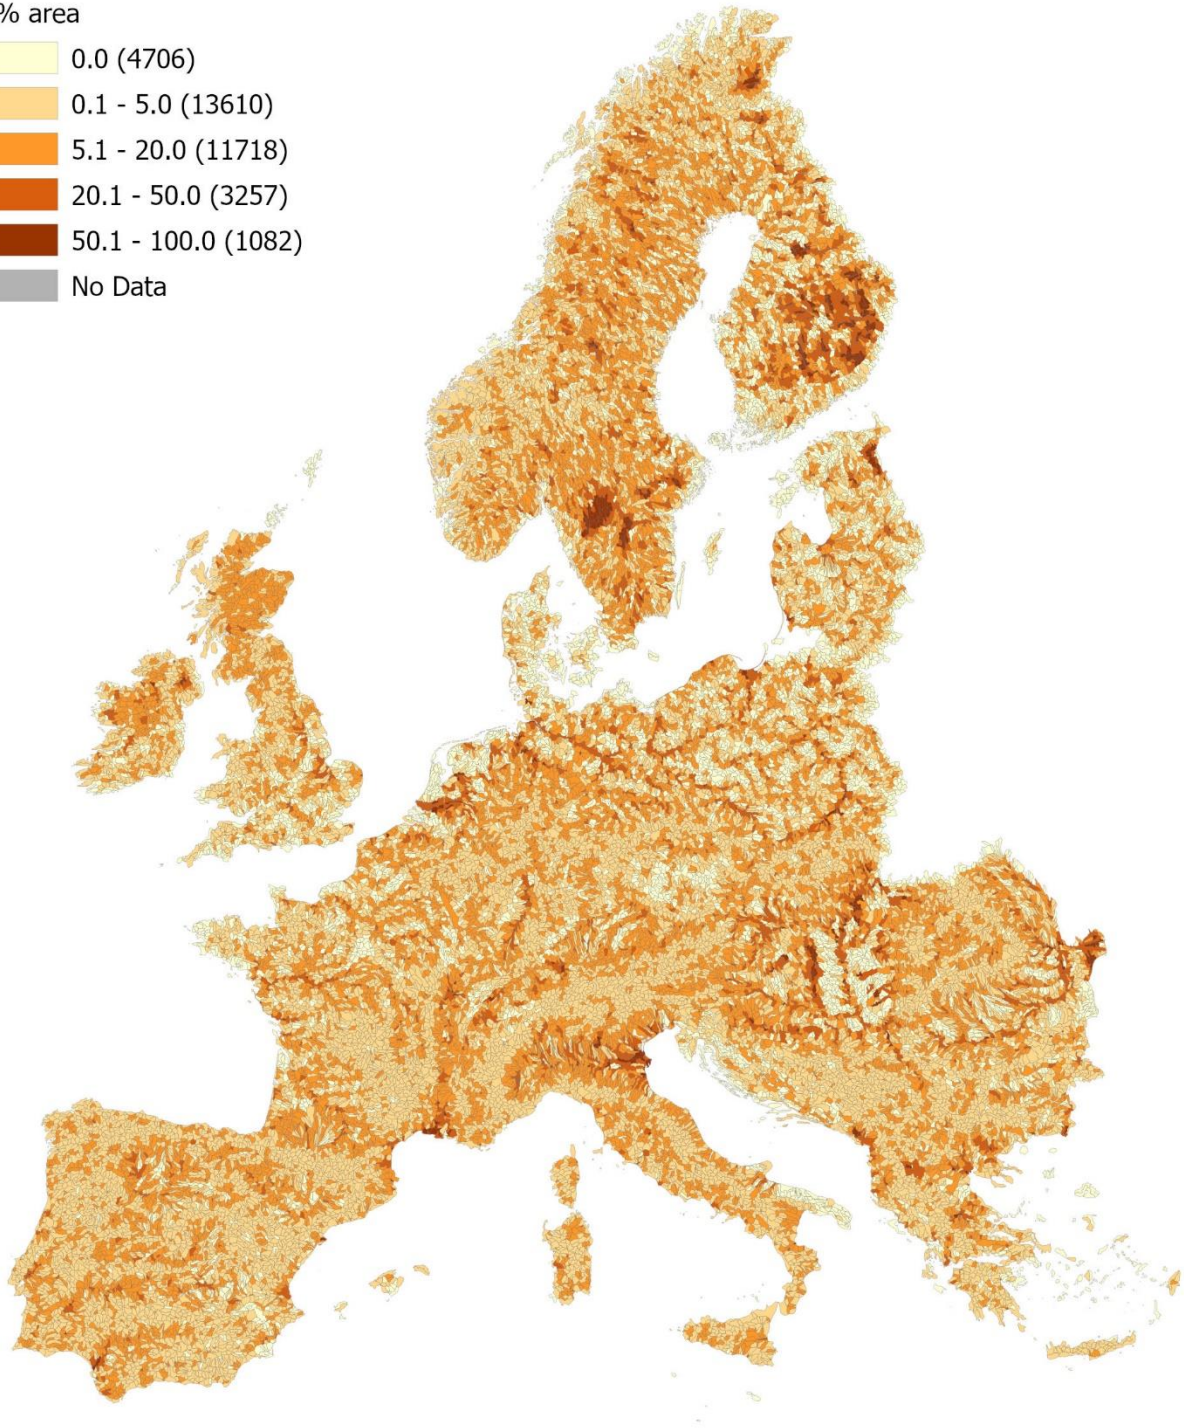 % area
0.0 (4706)
0.1 - 5.0 (13610)
5.1 - 20.0 (11718)
20.1 - 50.0 (3257)
50.1 - 100.0 (1082)
No Data